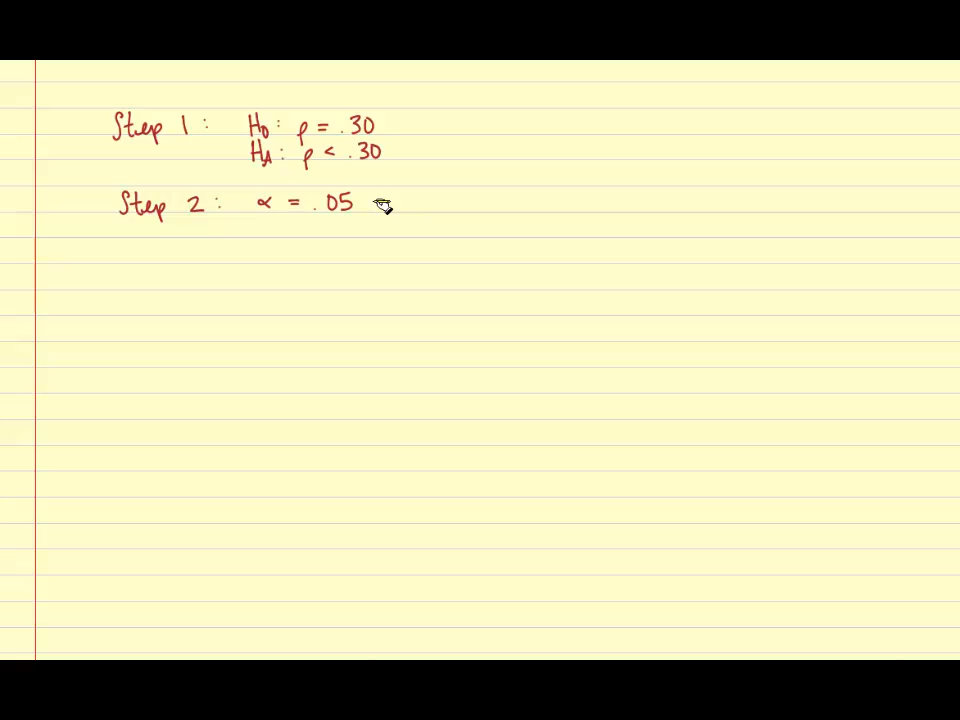 Step 1 : H0 : p = .30
HA : p < .30
Step 2 : α = .05